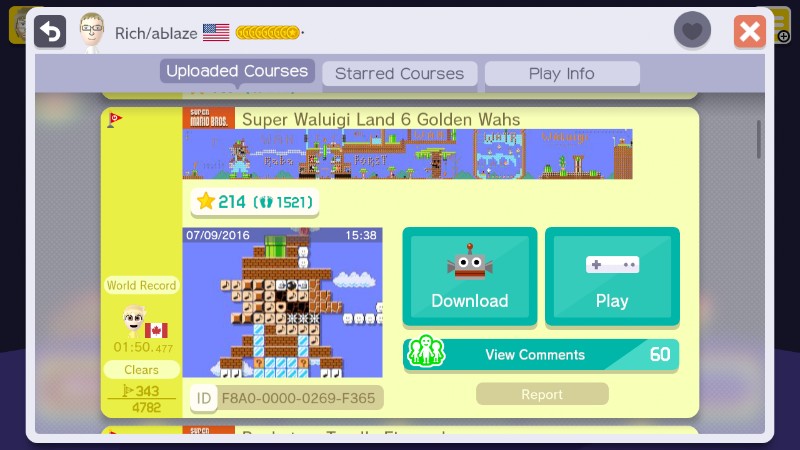 Rich/ablaze
Uploaded Courses
Starred Courses
Play Info
SUPER
MARIO BROS.
Super Waluigi Land 6 Golden Wahs
214 (1521)
07/09/2016
15:38
World Record
01:50.477
Clears
343
4782
Download
Play
View Comments
60
ID
F8A0-0000-0269-F365
Report
SUPER